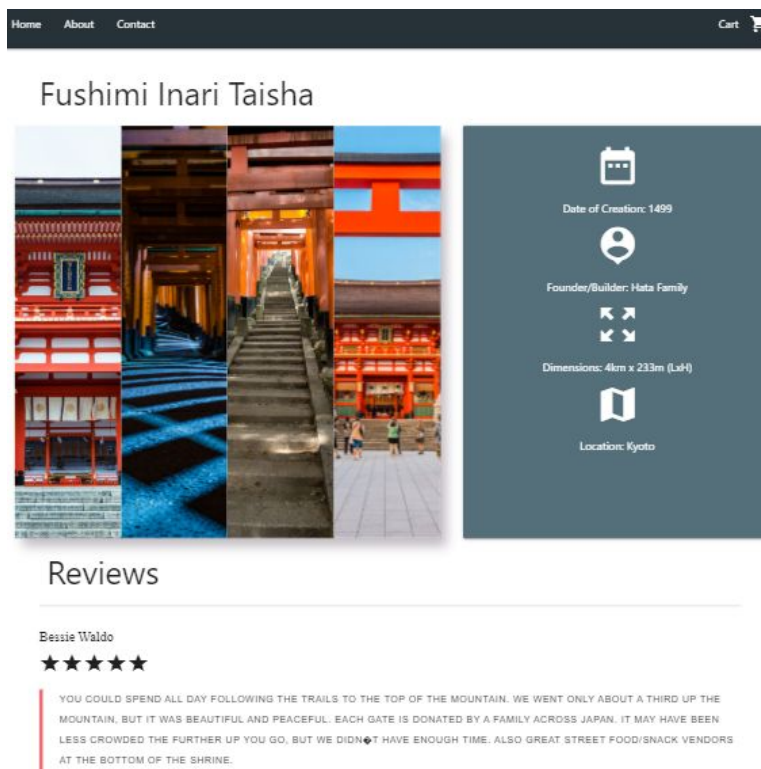 Home About Contact Cart
Fushimi Inari Taisha
Date of Creation: 1499
Founder/Builder: Hata Family
Dimensions: 4km x 233m (LxH)
Location: Kyoto
Reviews
Bessie Waldo
YOU COULD SPEND ALL DAY FOLLOWING THE TRAILS TO THE TOP OF THE MOUNTAIN. WE WENT ONLY ABOUT A THIRD UP THE
MOUNTAIN, BUT IT WAS BEAUTIFUL AND PEACEFUL. EACH GATE IS DONATED BY A FAMILY ACROSS JAPAN. IT MAY HAVE BEEN
LESS CROWDED THE FURTHER UP YOU GO, BUT WE DIDN�T HAVE ENOUGH TIME. ALSO GREAT STREET FOOD/SNACK VENDORS
AT THE BOTTOM OF THE SHRINE.